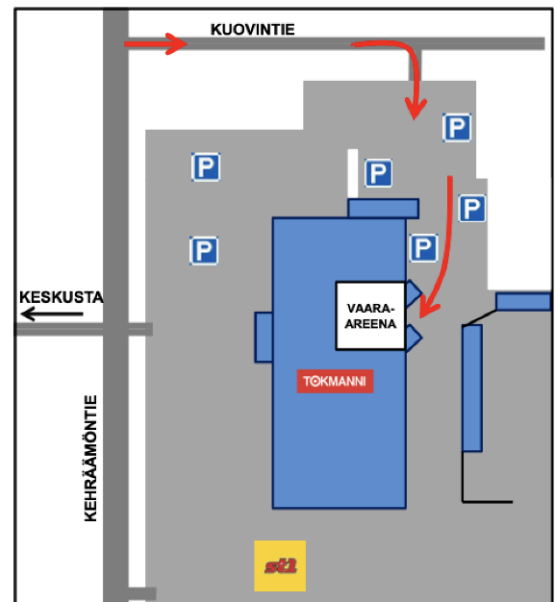 KUOVINTIE
P
P
P
P
P
P
KESKUSTA
VAARA-
AREENA
TOKMANNI
KEHRÄÄMÖNTIE
st1